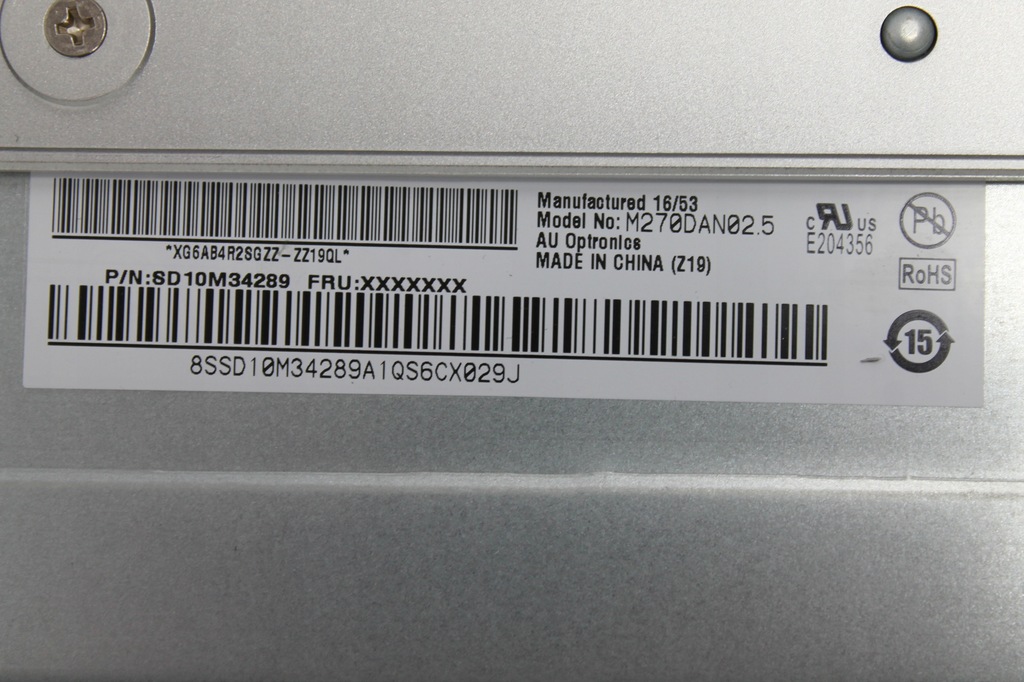 *XG6AB4R2SGZZ-ZZ19QL*
P/N:SD10M34289 FRU:XXXXXXX
8SSD10M34289A1QS6CX029J
Manufactured 16/53
Model No: M270DAN02.5
AU Optronics
MADE IN CHINA (Z19)
c RU US
E204356
Pb
RoHS
15